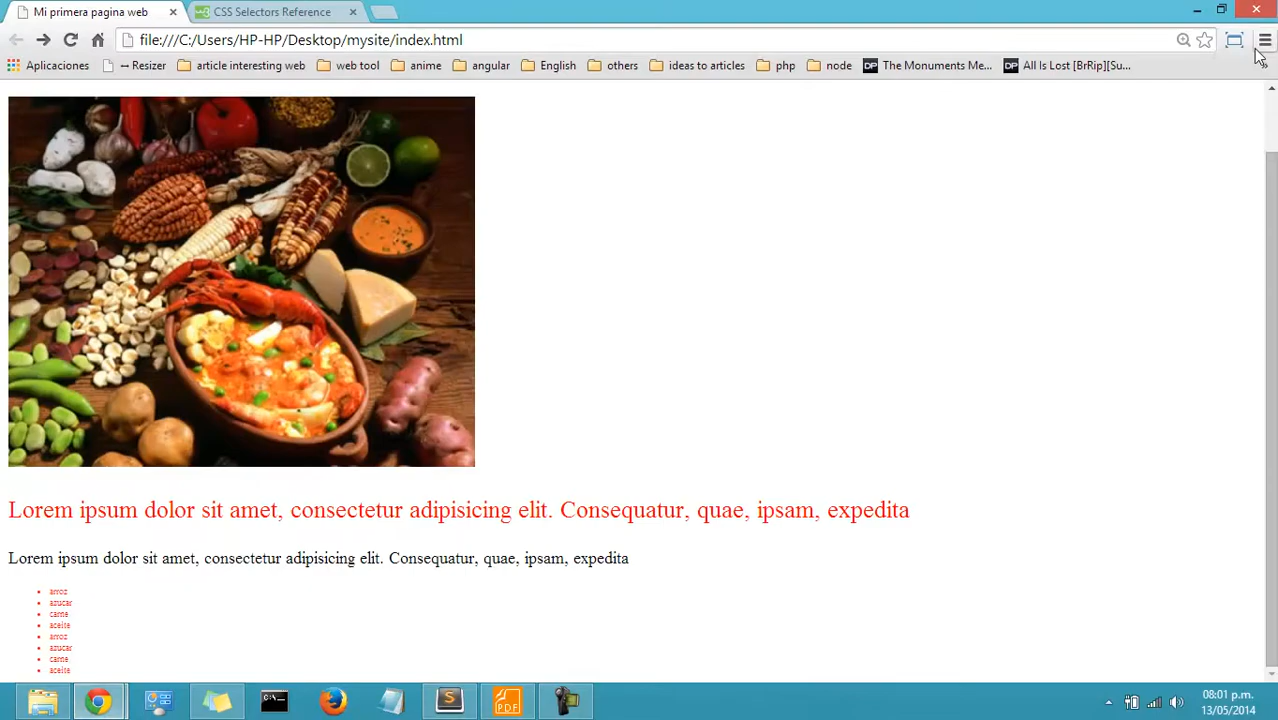 Mi primera pagina web
CSS Selectors Reference
file:///C:/Users/HP-HP/Desktop/mysite/index.html
Aplicaciones
↔ Resizer
article interesting web
web tool
anime
angular
English
others
ideas to articles
php
node
DP The Monuments Me...
DP All Is Lost [BrRip][Su...
Lorem ipsum dolor sit amet, consectetur adipisicing elit. Consequatur, quae, ipsam, expedita
Lorem ipsum dolor sit amet, consectetur adipisicing elit. Consequatur, quae, ipsam, expedita
arroz
azucar
carne
aceite
arroz
azucar
carne
aceite
S
PDF
08:01 p.m.
13/05/2014